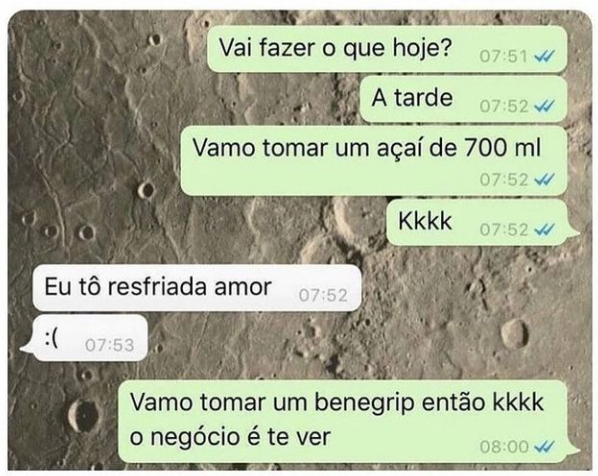 Vai fazer o que hoje? 07:51
A tarde 07:52
Vamo tomar um açaí de 700 ml
07:52
Kkkk 07:52
Eu tô resfriada amor 07:52
:( 07:53
Vamo tomar um benegrip então kkkk
o negócio é te ver 08:00